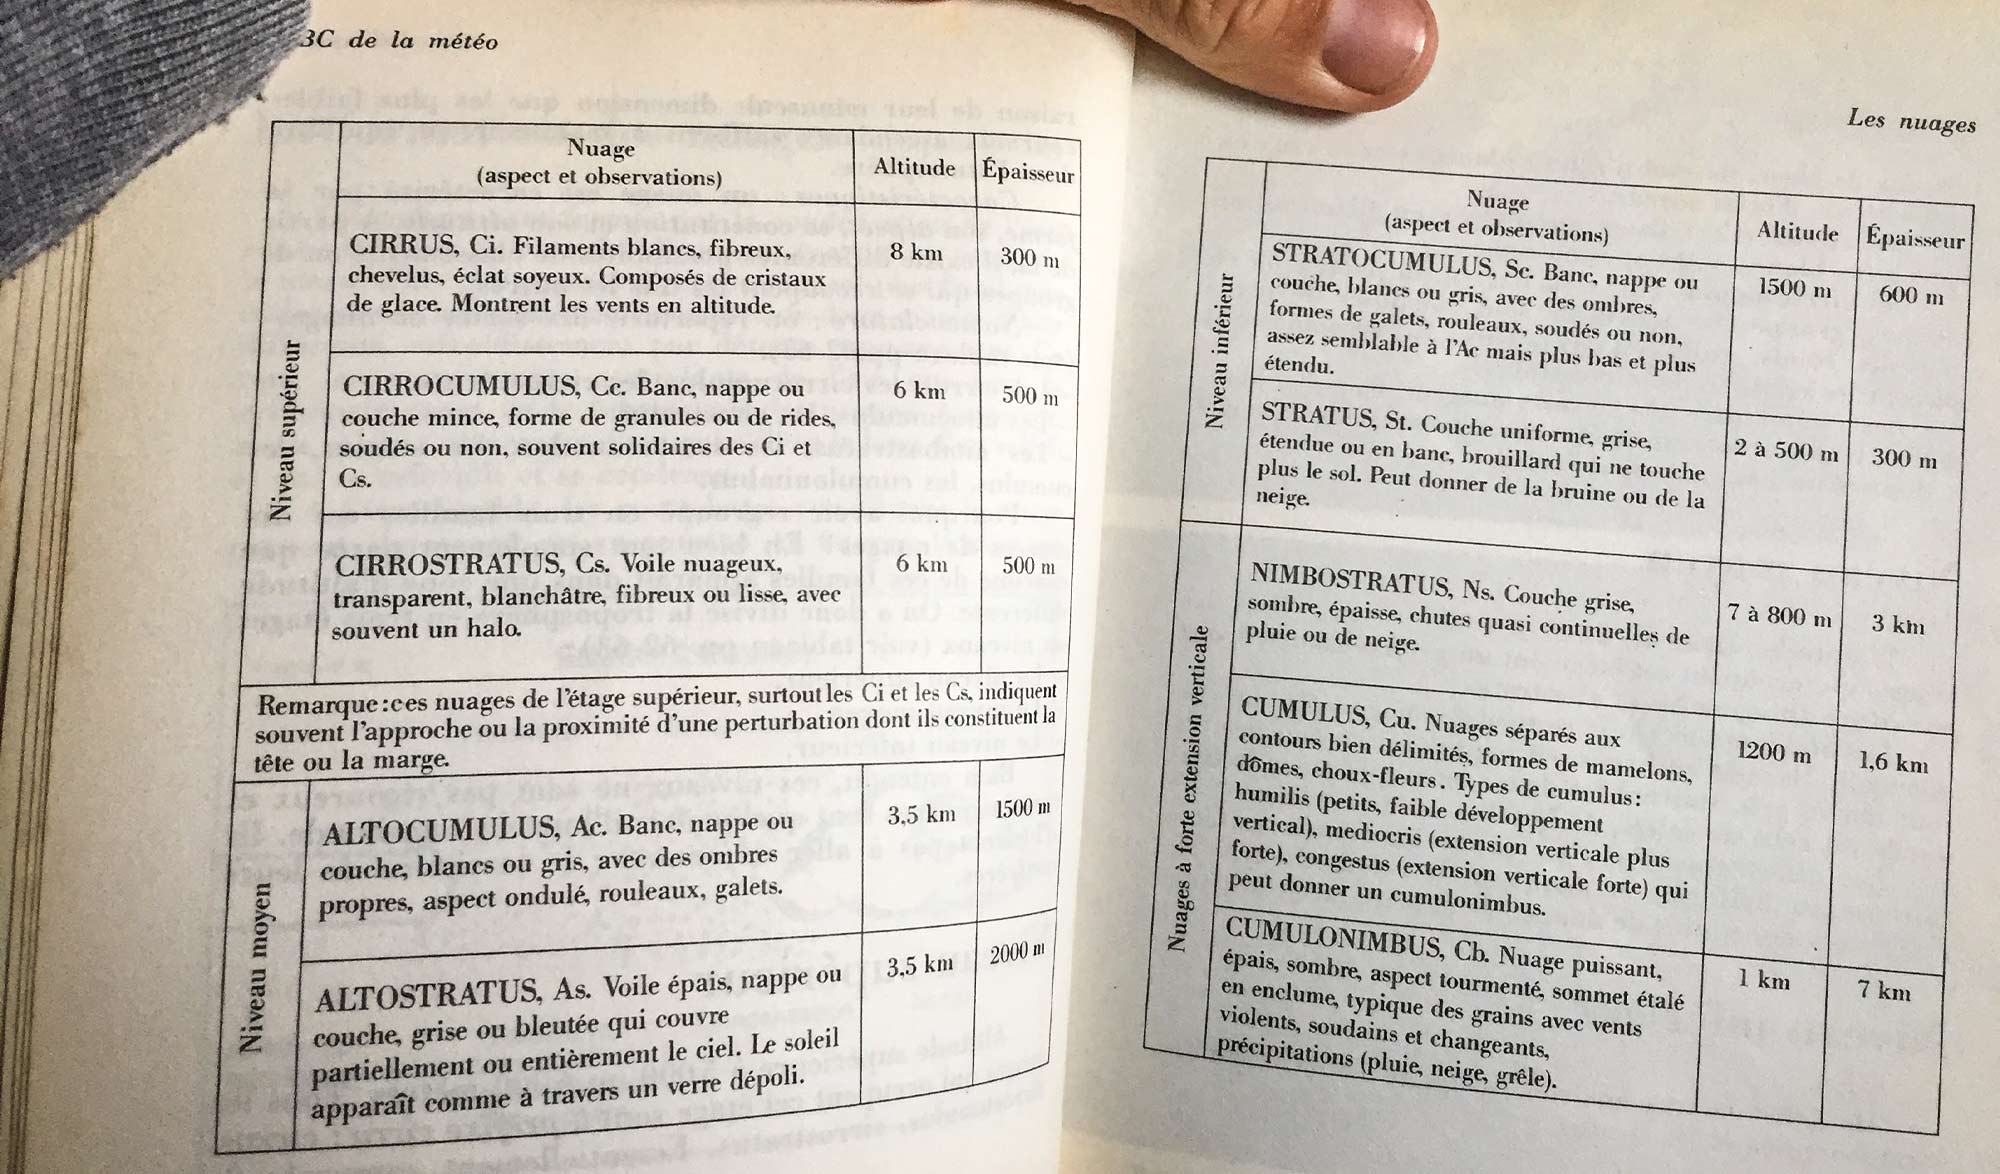 BC de la météo
Nuage
(aspect et observations)
Altitude
Épaisseur
Niveau supérieur
CIRRUS, Ci. Filaments blancs, fibreux,
chevelus, éclat soyeux. Composés de cristaux
de glace. Montrent les vents en altitude.
8 km
300 m
CIRROCUMULUS, Cc. Banc, nappe ou
couche mince, forme de granules ou de rides,
soudés ou non, souvent solidaires des Ci et
Cs.
6 km
500 m
CIRROSTRATUS, Cs. Voile nuageux,
transparent, blanchâtre, fibreux ou lisse, avec
souvent un halo.
6 km
500 m
Remarque : ces nuages de l'étage supérieur, surtout les Ci et les Cs, indiquent
souvent l'approche ou la proximité d'une perturbation dont ils constituent la
tête ou la marge.
Niveau moyen
ALTOCUMULUS, Ac. Banc, nappe ou
couche, blancs ou gris, avec des ombres
propres, aspect ondulé, rouleaux, galets.
3,5 km
1500 m
ALTOSTRATUS, As. Voile épais, nappe ou
couche, grise ou bleutée qui couvre
partiellement ou entièrement le ciel. Le soleil
apparaît comme à travers un verre dépoli.
3,5 km
2000 m
Les nuages
Nuage
(aspect et observations)
Altitude
Épaisseur
Niveau inférieur
STRATOCUMULUS, Sc. Banc, nappe ou
couche, blancs ou gris, avec des ombres,
formes de galets, rouleaux, soudés ou non,
assez semblable à l'Ac mais plus bas et plus
étendu.
1500 m
600 m
STRATUS, St. Couche uniforme, grise,
étendue ou en banc, brouillard qui ne touche
plus le sol. Peut donner de la bruine ou de la
neige.
2 à 500 m
300 m
Nuages à forte extension verticale
NIMBOSTRATUS, Ns. Couche grise,
sombre, épaisse, chutes quasi continuelles de
pluie ou de neige.
7 à 800 m
3 km
CUMULUS, Cu. Nuages séparés aux
contours bien délimités, formes de mamelons,
dômes, choux-fleurs. Types de cumulus :
humilis (petits, faible développement
vertical), mediocris (extension verticale plus
forte), congestus (extension verticale forte) qui
peut donner un cumulonimbus.
1200 m
1,6 km
CUMULONIMBUS, Cb. Nuage puissant,
épais, sombre, aspect tourmenté, sommet étalé
en enclume, typique des grains avec vents
violents, soudains et changeants,
précipitations (pluie, neige, grêle).
1 km
7 km